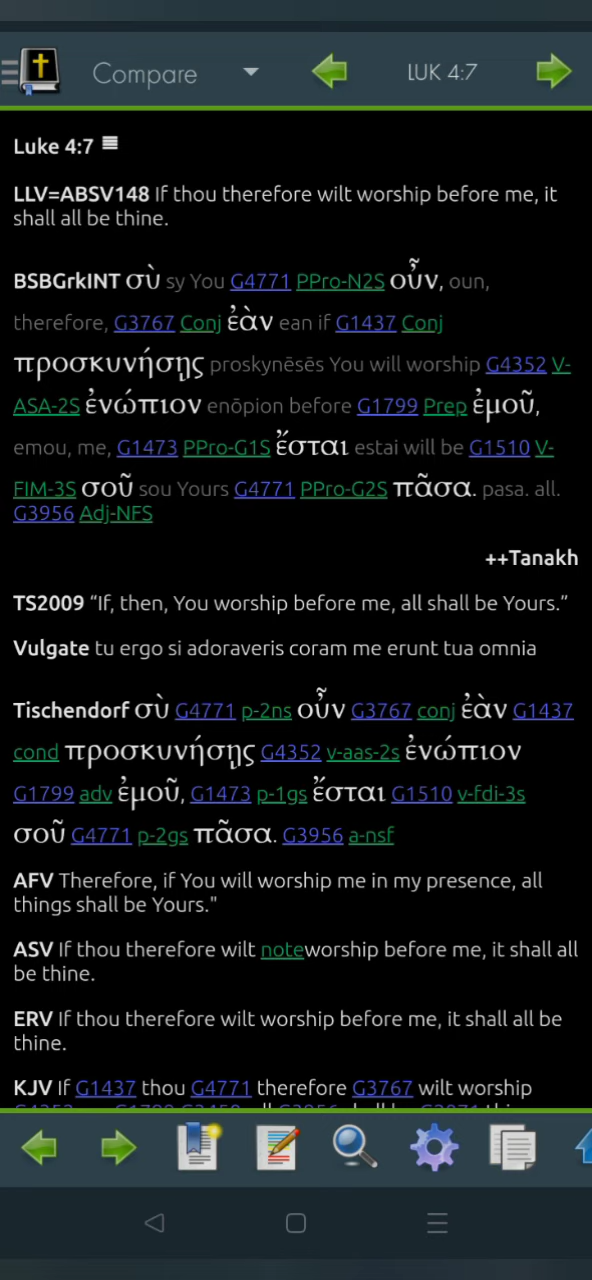 Compare
LUK 4:7
Luke 4:7
LLV=ABSV148 If thou therefore wilt worship before me, it
shall all be thine.
BSBGrkINT σὺ sy You G4771 PPro-N2S οὖν, oun,
therefore, G3767 Conj ἐὰν ean if G1437 Conj
προσκυνήσῃς proskynēsēs You will worship G4352 V-
ASA-2S ἐνώπιον enōpion before G1799 Prep ἐμοῦ,
emou, me, G1473 PPro-G1S ἔσται estai will be G1510 V-
FIM-3S σοῦ sou Yours G4771 PPro-G2S πᾶσα. pasa. all.
G3956 Adj-NFS
++Tanakh
TS2009 “If, then, You worship before me, all shall be Yours.”
Vulgate tu ergo si adoraveris coram me erunt tua omnia
Tischendorf σὺ G4771 p-2ns οὖν G3767 conj ἐὰν G1437
cond προσκυνήσῃς G4352 v-aas-2s ἐνώπιον
G1799 adv ἐμοῦ, G1473 p-1gs ἔσται G1510 v-fdi-3s
σοῦ G4771 p-2gs πᾶσα. G3956 a-nsf
AFV Therefore, if You will worship me in my presence, all
things shall be Yours."
ASV If thou therefore wilt noteworship before me, it shall all
be thine.
ERV If thou therefore wilt worship before me, it shall all be
thine.
KJV If G1437 thou G4771 therefore G3767 wilt worship